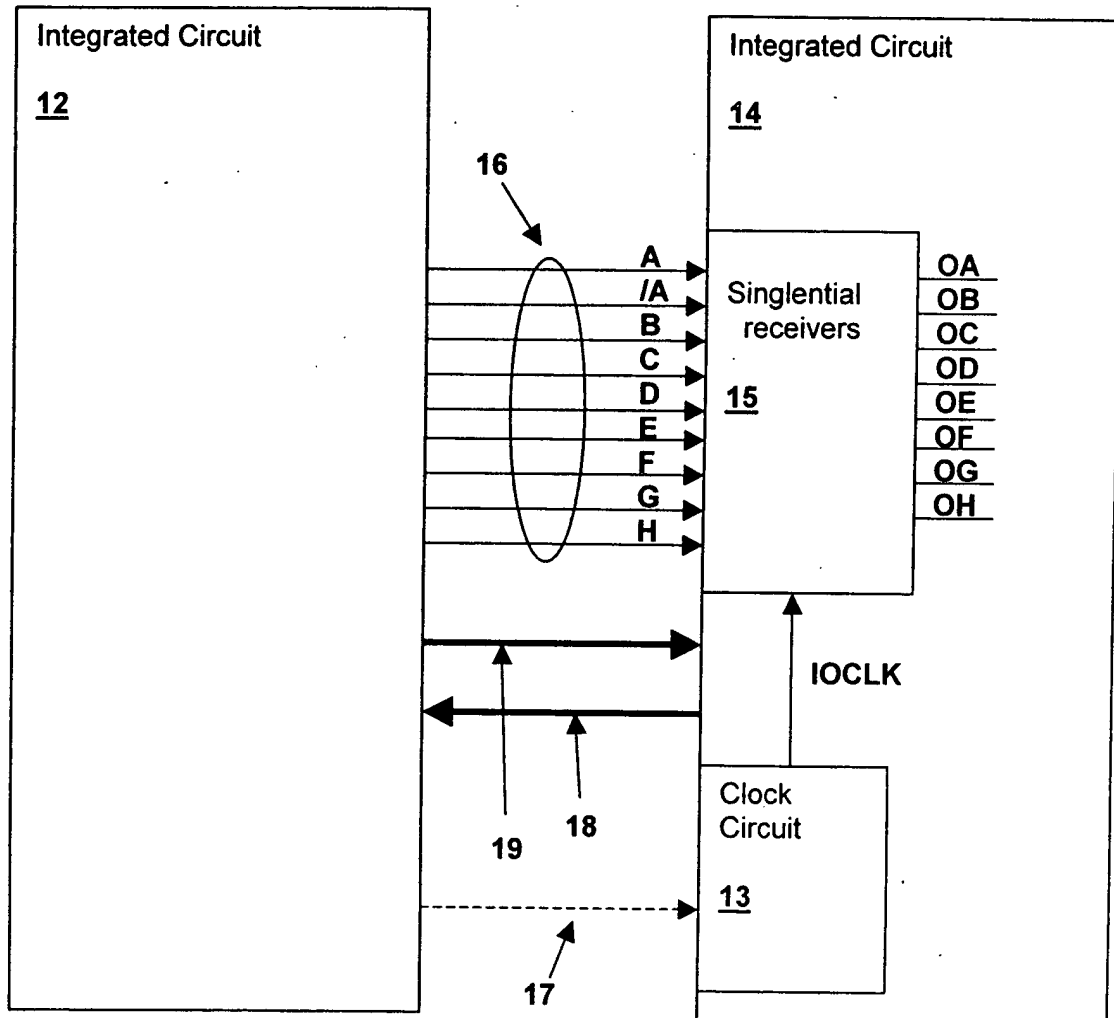 Integrated Circuit
12
Integrated Circuit
14
16
A
/A
B
C
D
E
F
G
H
Singlential
receivers
15
OA
OB
OC
OD
OE
OF
OG
OH
IOCLK
19
18
Clock
Circuit
13
17